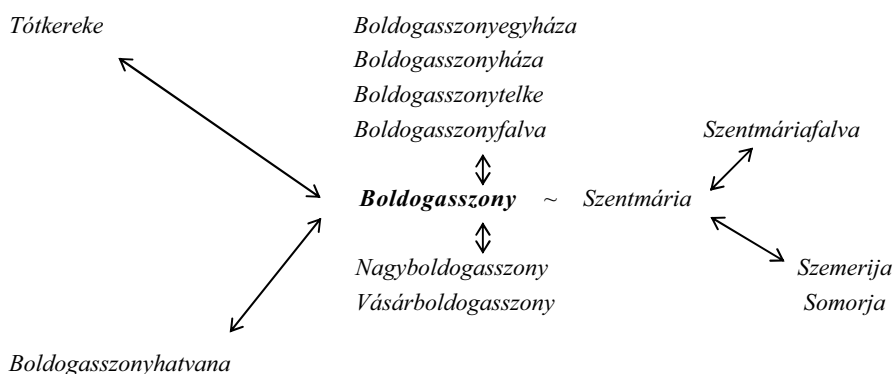 Tótkereke
Boldogasszonyegyháza
Boldogasszonyháza
Boldogasszonytelke
Boldogasszonyfalva
Szentmáriafalva
Boldogasszony ~ Szentmária
Nagyboldogasszony
Vásárboldogasszony
Szemerija
Somorja
Boldogasszonyhatvana